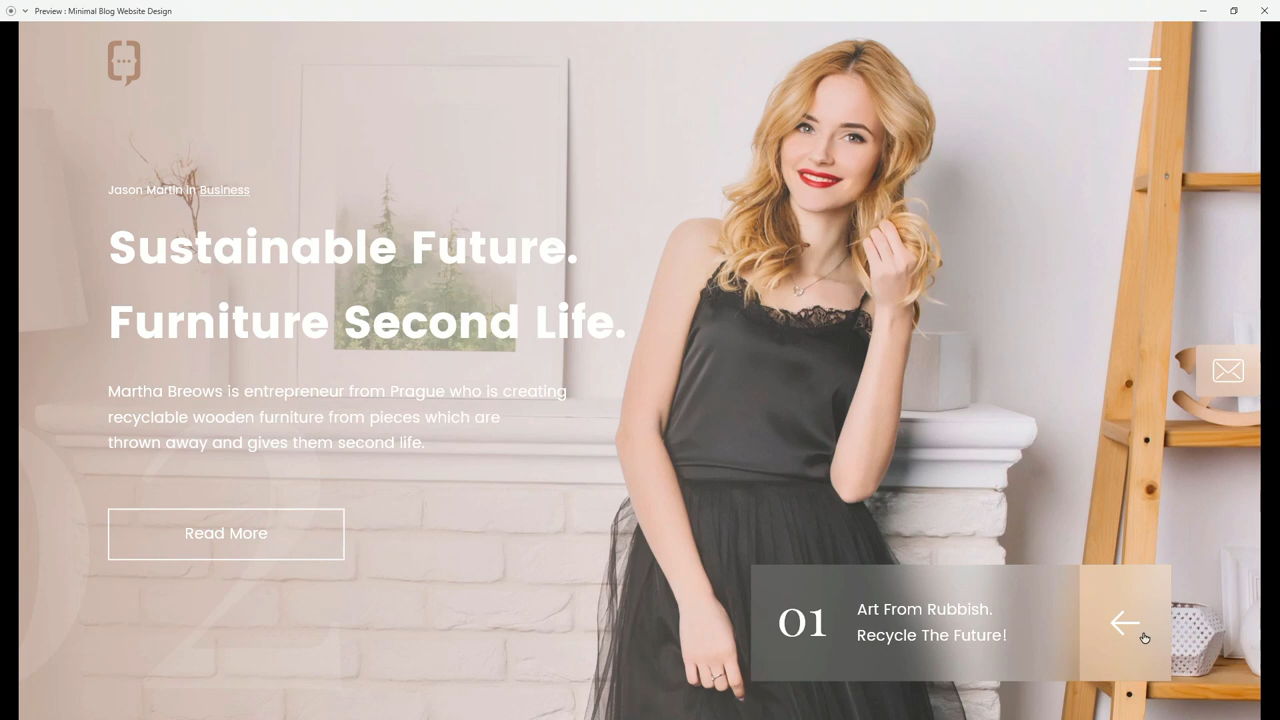 Preview : Minimal Blog Website Design
Jason Martin in Business
Sustainable Future.
Furniture Second Life.
Martha Breows is entrepreneur from Prague who is creating
recyclable wooden furniture from pieces which are
thrown away and gives them second life.
02
Read More
01
Art From Rubbish.
Recycle The Future!